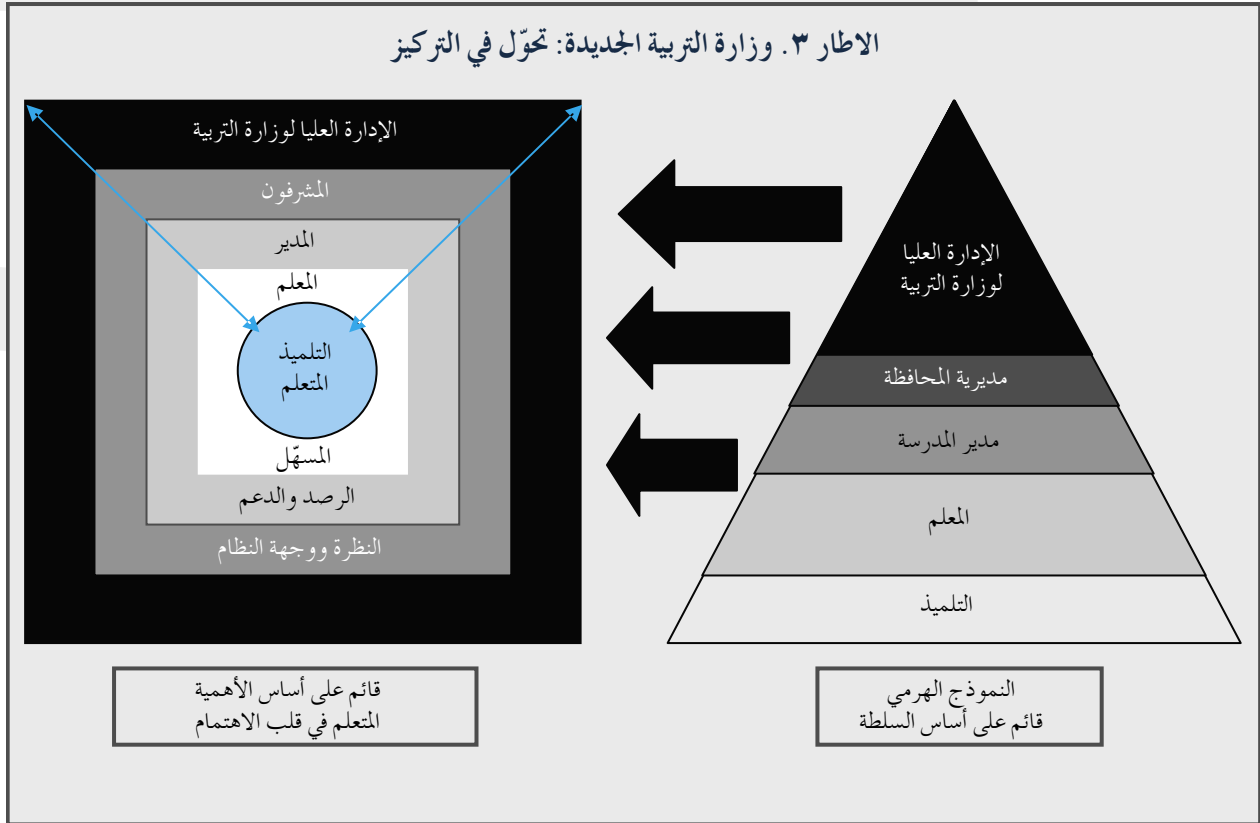 الاطار ٣. وزارة التربية الجديدة: تحوّل في التركيز
الإدارة العليا
لوزارة التربية
مديرية المحافظة
مدير المدرسة
المعلم
التلميذ
النموذج الهرمي
قائم على أساس السلطة
الإدارة العليا لوزارة التربية
المشرفون
المدير
المعلم
التلميذ
المتعلم
المسهّل
الرصد والدعم
النظرة ووجهة النظام
قائم على أساس الأهمية
المتعلم في قلب الاهتمام